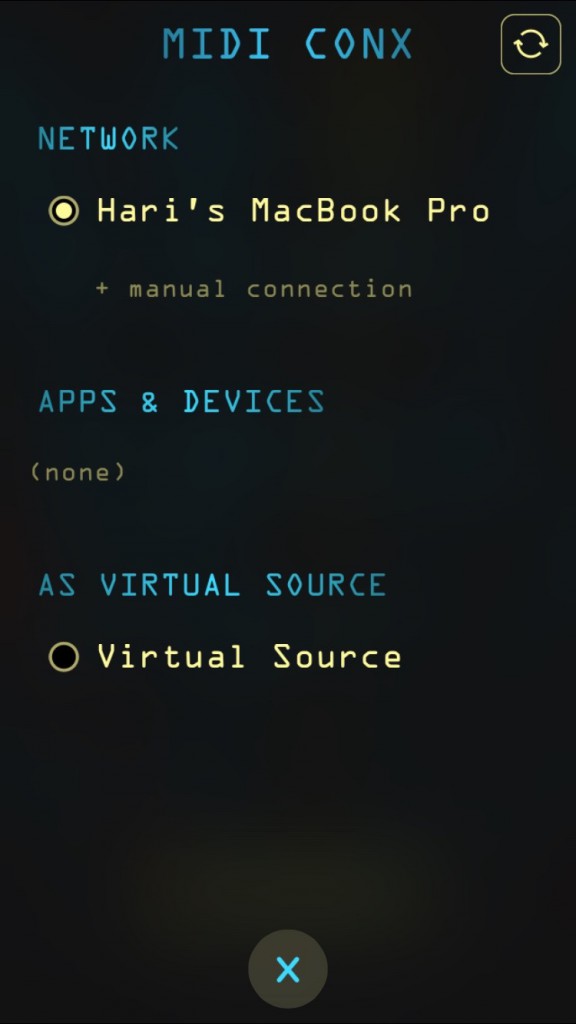 MIDI CONX
NETWORK
Hari's MacBook Pro
+ manual connection
APPS & DEVICES
(none)
AS VIRTUAL SOURCE
Virtual Source
X